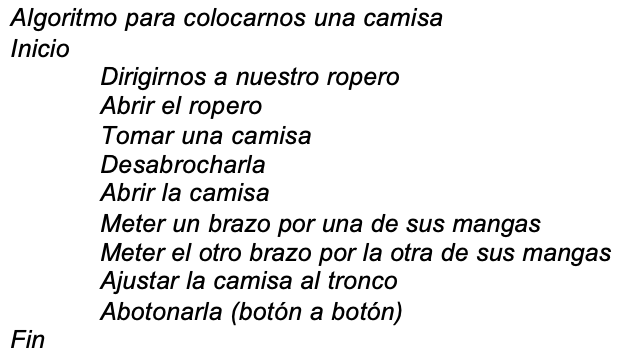 Algoritmo para colocarnos una camisa
Inicio
Dirigirnos a nuestro ropero
Abrir el ropero
Tomar una camisa
Desabrocharla
Abrir la camisa
Meter un brazo por una de sus mangas
Meter el otro brazo por la otra de sus mangas
Ajustar la camisa al tronco
Abotonarla (botón a botón)
Fin